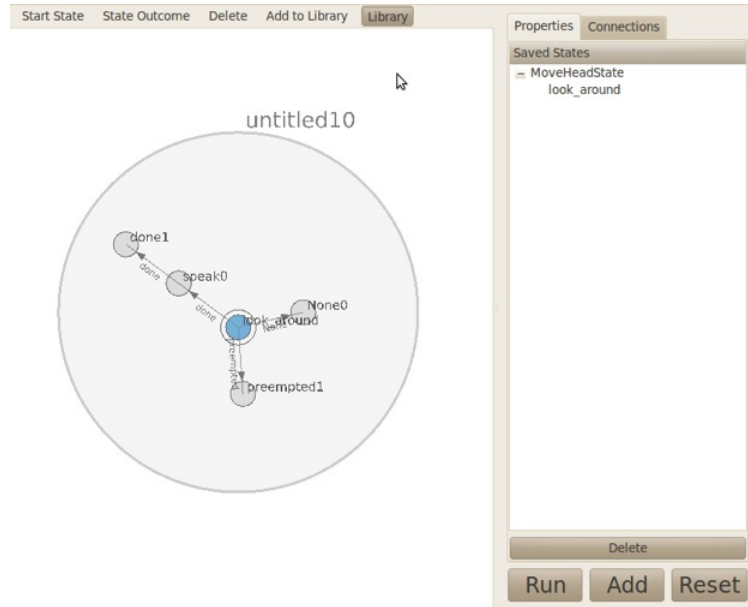 Start State State Outcome Delete Add to Library Library
Properties Connections
Saved States
MoveHeadState
look_around
untitled10
done1
done
speak0
done
None0
look_around
None
preempted
preempted1
Delete
Run Add Reset